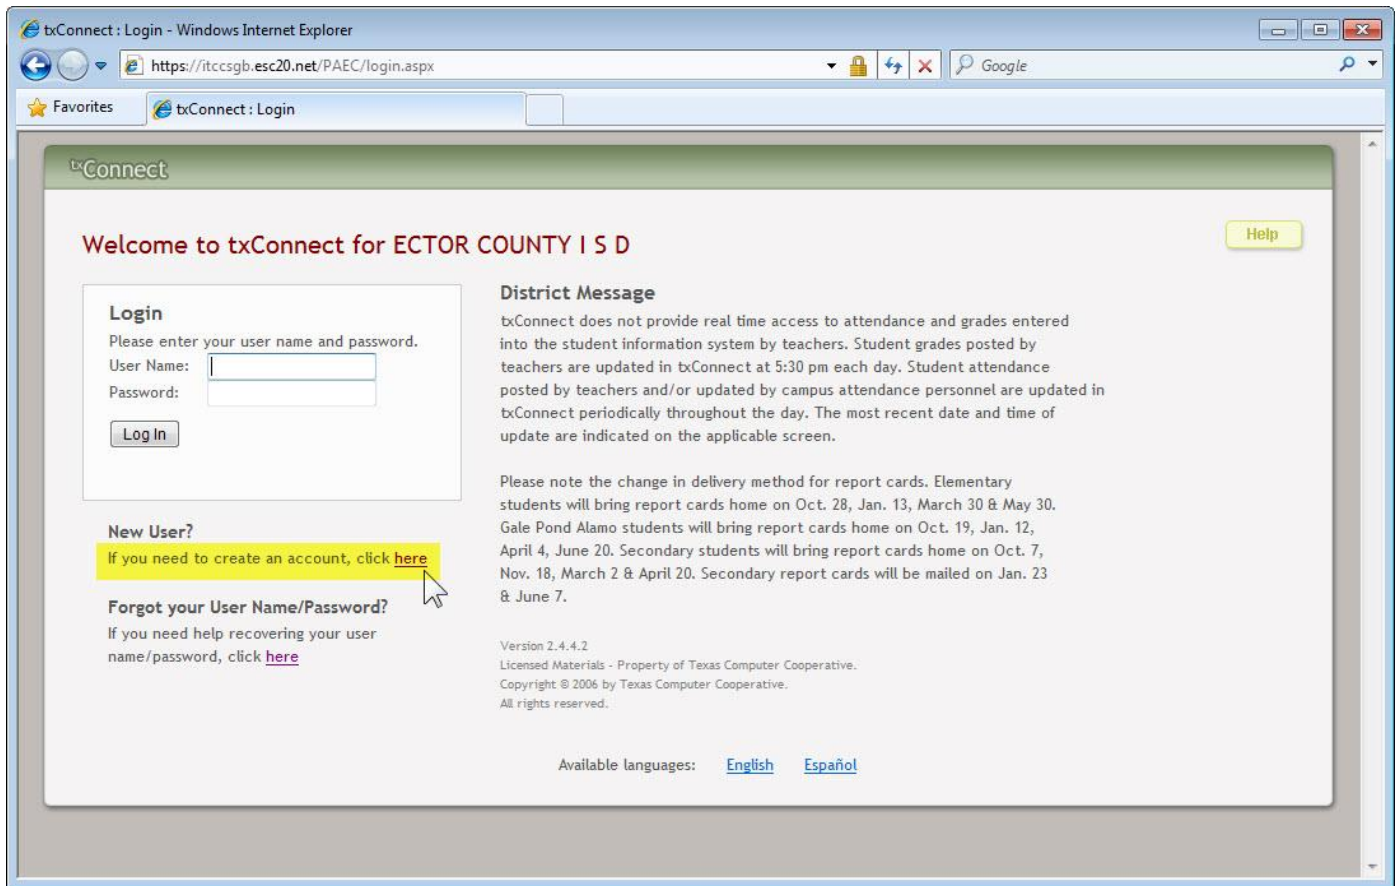 txConnect : Login - Windows Internet Explorer
https://itccsgb.esc20.net/PAEC/login.aspx
Google
Favorites
txConnect : Login
txConnect
Welcome to txConnect for ECTOR COUNTY I S D
Help
Login
Please enter your user name and password.
User Name:
Password:
Log In
New User?
If you need to create an account, click here
Forgot your User Name/Password?
If you need help recovering your user
name/password, click here
District Message
txConnect does not provide real time access to attendance and grades entered
into the student information system by teachers. Student grades posted by
teachers are updated in txConnect at 5:30 pm each day. Student attendance
posted by teachers and/or updated by campus attendance personnel are updated in
txConnect periodically throughout the day. The most recent date and time of
update are indicated on the applicable screen.
Please note the change in delivery method for report cards. Elementary
students will bring report cards home on Oct. 28, Jan. 13, March 30 & May 30.
Gale Pond Alamo students will bring report cards home on Oct. 19, Jan. 12,
April 4, June 20. Secondary students will bring report cards home on Oct. 7,
Nov. 18, March 2 & April 20. Secondary report cards will be mailed on Jan. 23
& June 7.
Version 2.4.4.2
Licensed Materials - Property of Texas Computer Cooperative.
Copyright © 2006 by Texas Computer Cooperative.
All rights reserved.
Available languages: English Español